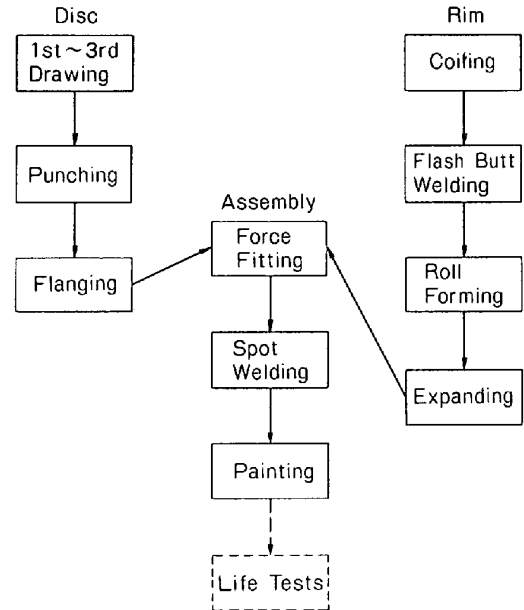 Disc
1st~3rd
Drawing
Punching
Flanging
Assembly
Force
Fitting
Spot
Welding
Painting
Life Tests
Rim
Coiling
Flash Butt
Welding
Roll
Forming
Expanding